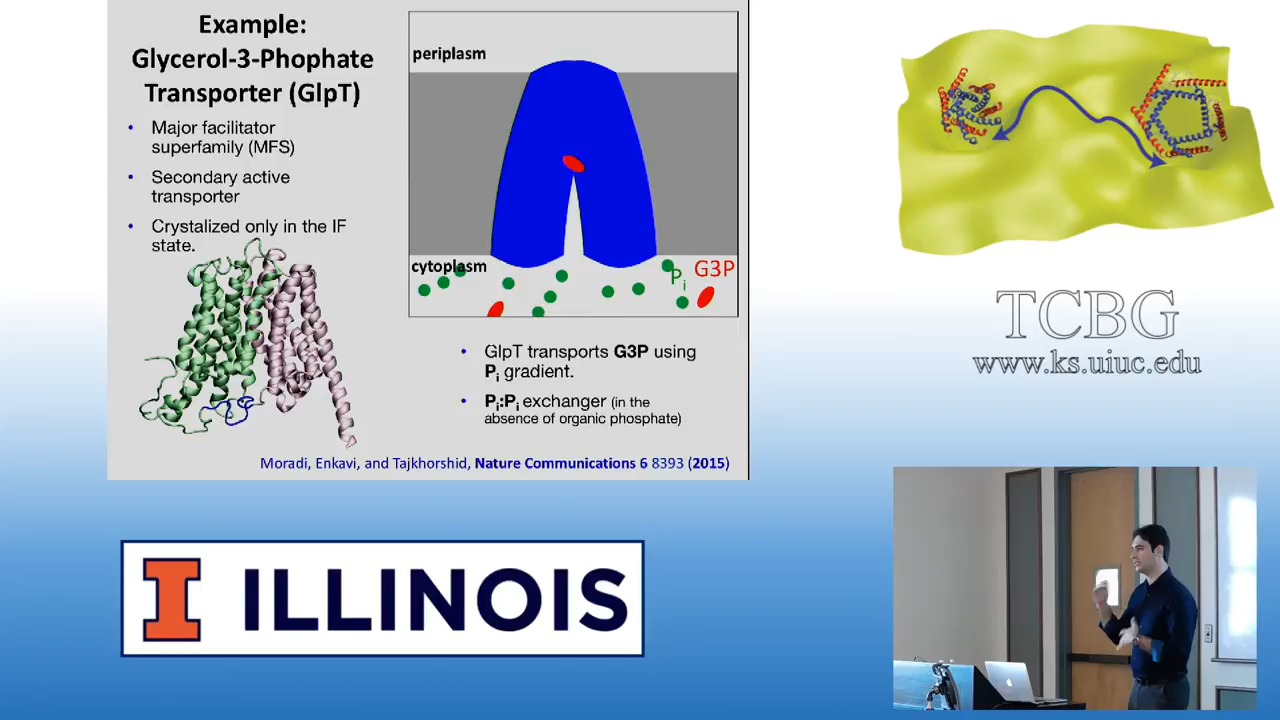 Example:
Glycerol-3-Phophate
Transporter (GlpT)
• Major facilitator
superfamily (MFS)
• Secondary active
transporter
• Crystalized only in the IF
state.
periplasm
cytoplasm
Pi
G3P
• GlpT transports G3P using
Pi gradient.
• Pi:Pi exchanger (in the
absence of organic phosphate)
Moradi, Enkavi, and Tajkhorshid, Nature Communications 6 8393 (2015)
TCBG
www.ks.uiuc.edu
I ILLINOIS